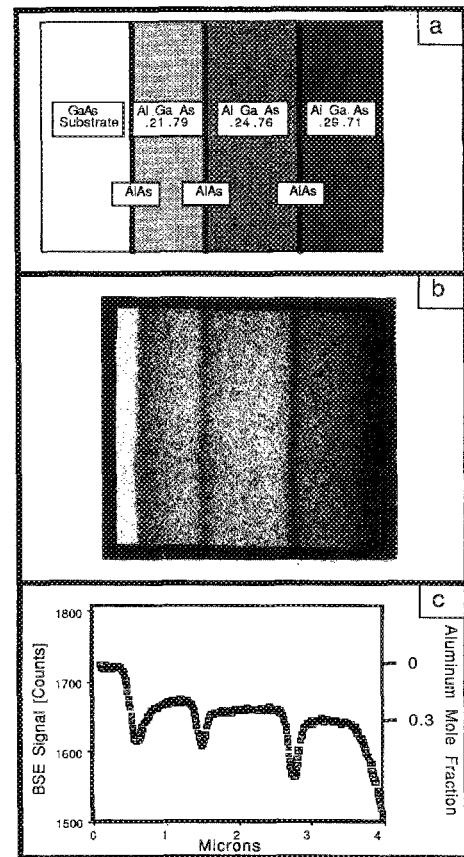 a
GaAs
Substrate
Al Ga As
.21 .79
Al Ga As
.24 .76
Al Ga As
.29 .71
AlAs
AlAs
AlAs
b
c
1800
1700
1600
1500
BSE Signal [Counts]
0
0.3
Aluminum Mole Fraction
0
1
2
3
4
Microns